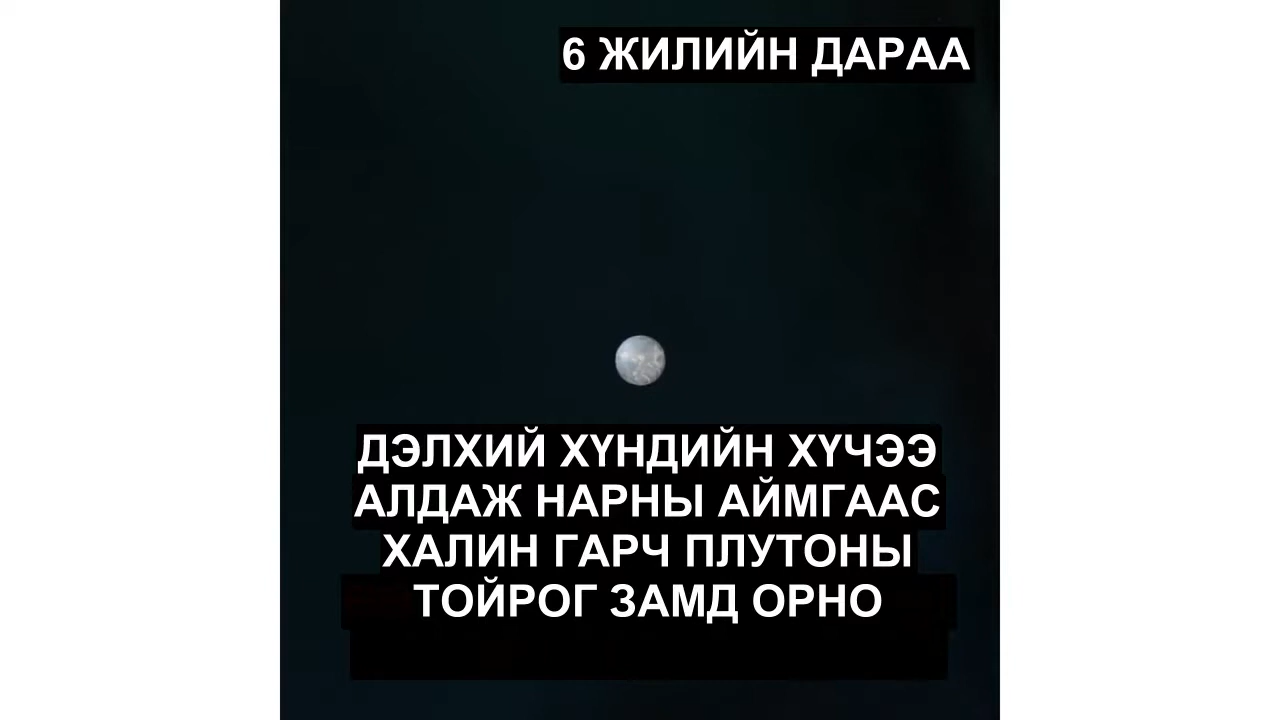 6 ЖИЛИЙН ДАРАА
ДЭЛХИЙ ХҮНДИЙН ХҮЧЭЭ
АЛДАЖ НАРНЫ АЙМГААС
ХАЛИН ГАРЧ ПЛУТОНЫ
ТОЙРОГ ЗАМД ОРНО